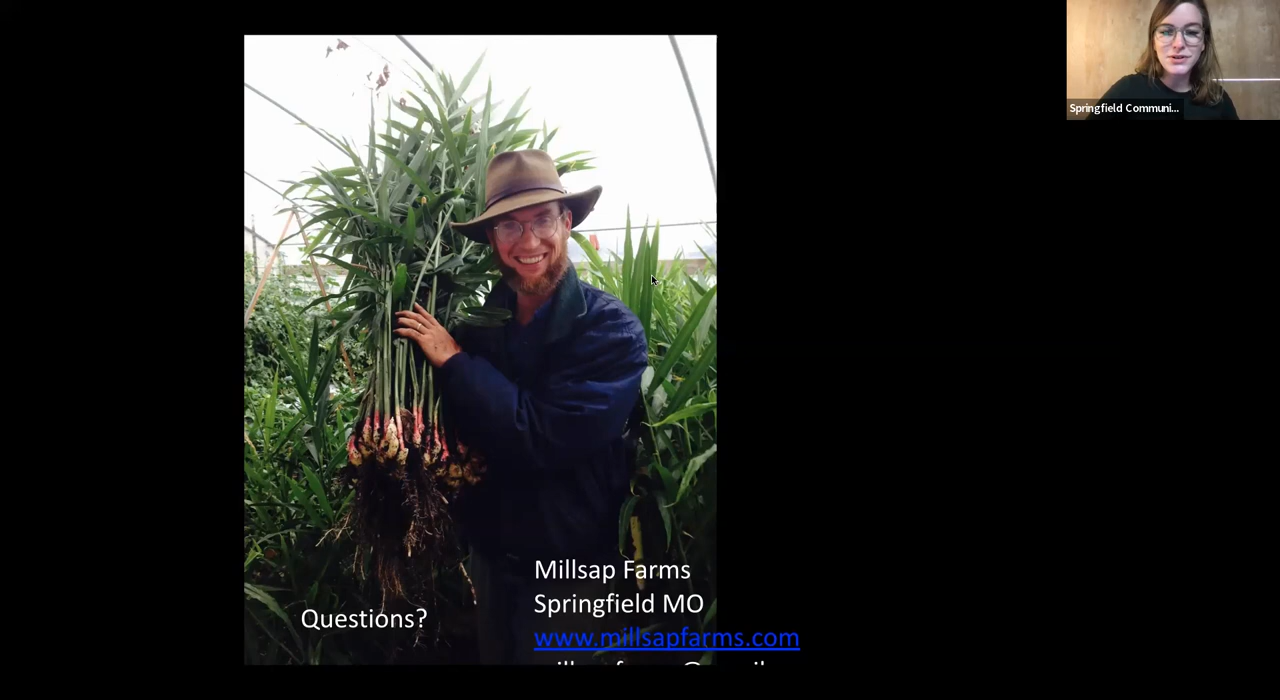 Springfield Communi...
Millsap Farms
Springfield MO
Questions?
www.millsapfarms.com